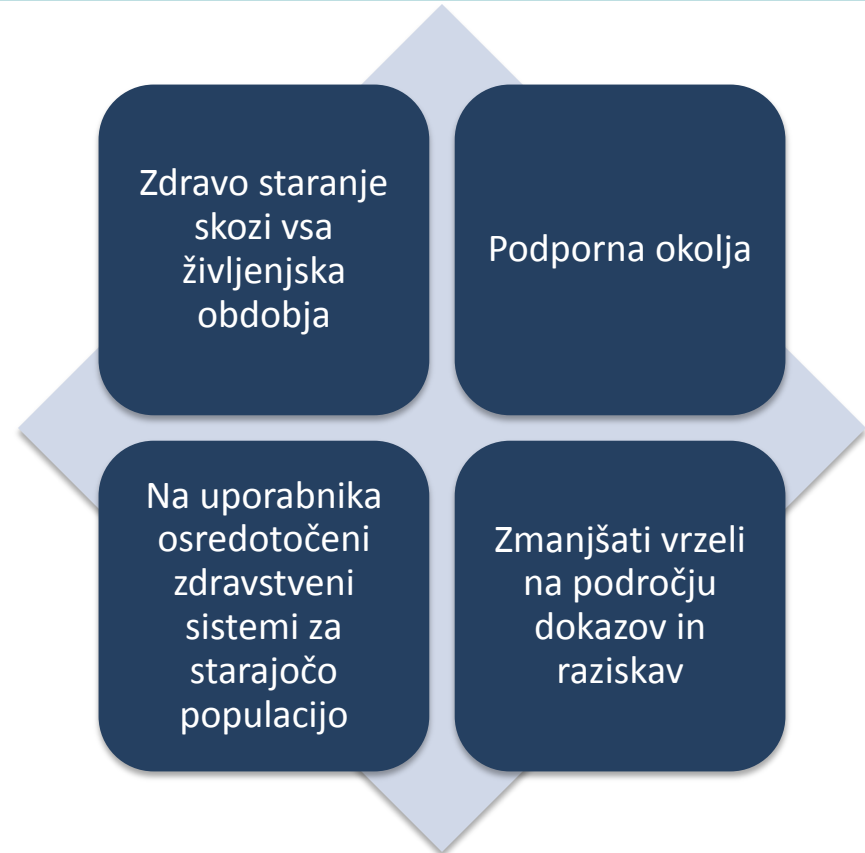 Zdravo staranje
skozi vsa
življenjska
obdobja
Podporna okolja
Na uporabnika
osredotočeni
zdravstveni
sistemi za
starajočo
populacijo
Zmanjšati vrzeli
na področju
dokazov in
raziskav